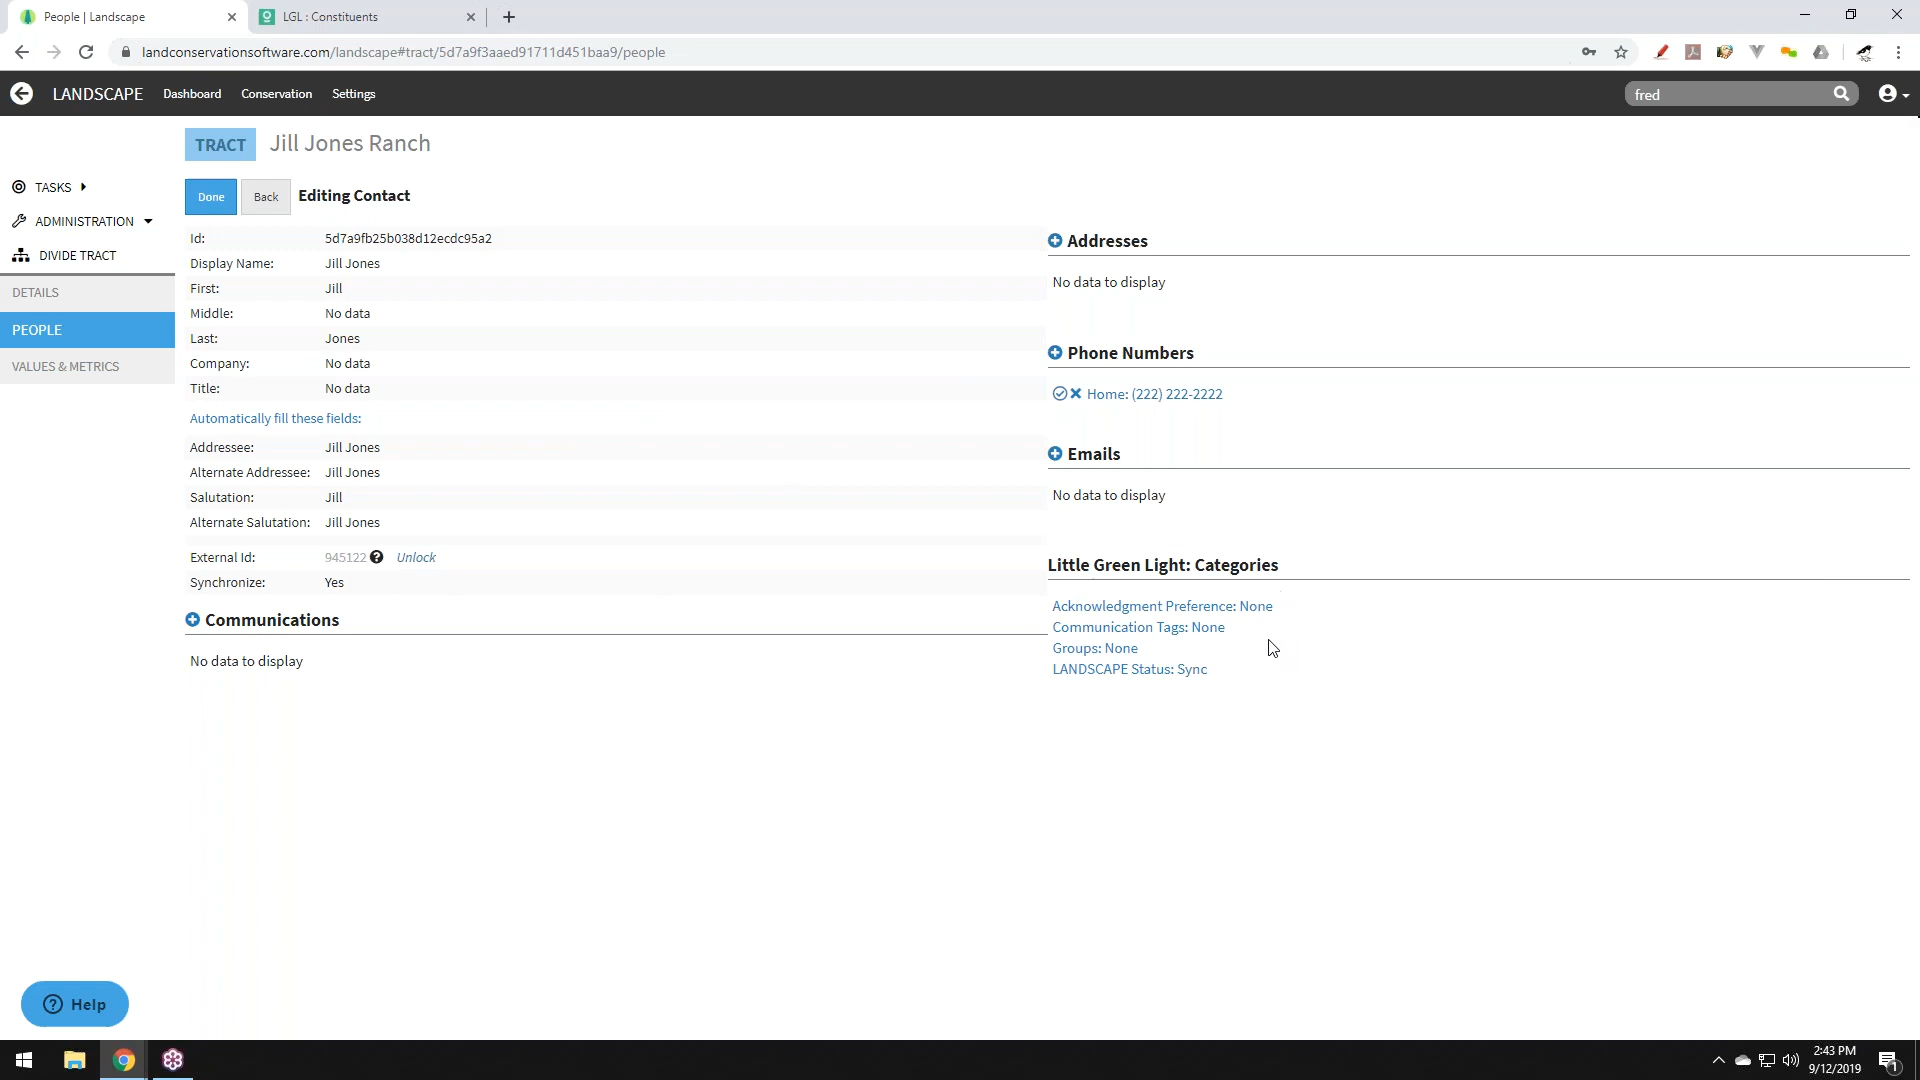 People | Landscape
LGL : Constituents
landconservationsoftware.com/landscape#tract/5d7a9f3aaed91711d451baa9/people
LANDSCAPE Dashboard Conservation Settings
fred
TRACT Jill Jones Ranch
TASKS
ADMINISTRATION
DIVIDE TRACT
DETAILS
PEOPLE
VALUES & METRICS
Done Back Editing Contact
Id: 5d7a9fb25b038d12ecdc95a2
Display Name: Jill Jones
First: Jill
Middle: No data
Last: Jones
Company: No data
Title: No data
Automatically fill these fields:
Addressee: Jill Jones
Alternate Addressee: Jill Jones
Salutation: Jill
Alternate Salutation: Jill Jones
External Id: 945122 ? Unlock
Synchronize: Yes
Communications
No data to display
Addresses
No data to display
Phone Numbers
Home: (222) 222-2222
Emails
No data to display
Little Green Light: Categories
Acknowledgment Preference: None
Communication Tags: None
Groups: None
LANDSCAPE Status: Sync
? Help
2:43 PM
9/12/2019
1